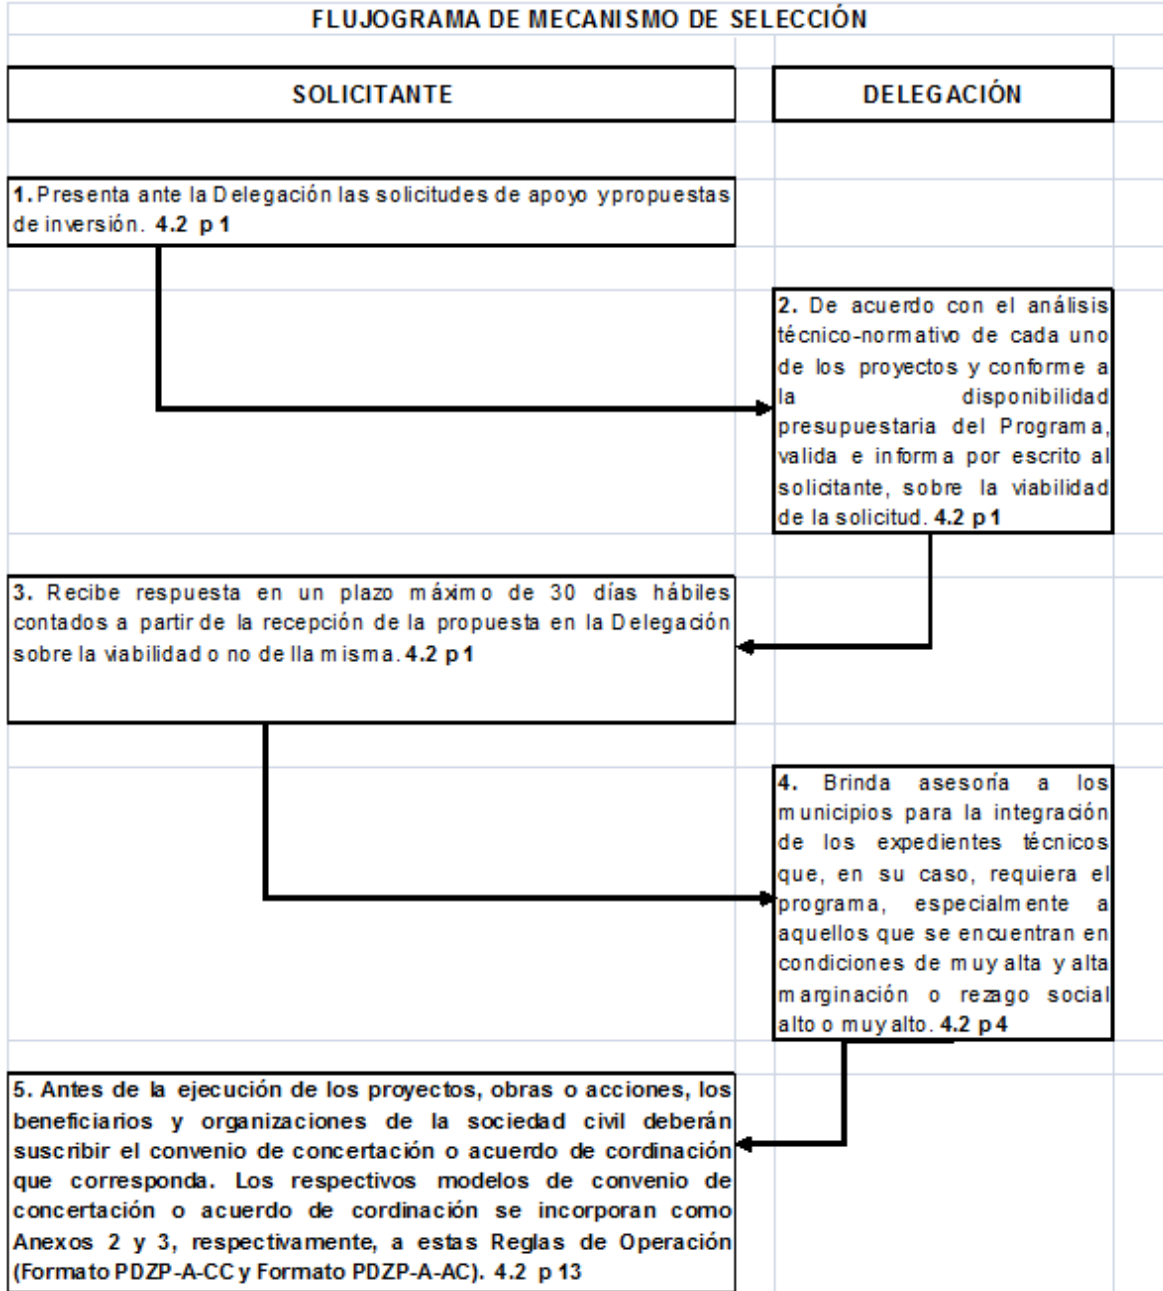 FLUJOGRAMA DE MECANISMO DE SELECCIÓN
SOLICITANTE
DELEGACIÓN
1. Presenta ante la Delegación las solicitudes de apoyo ypropuestas
de inversión. 4.2 p 1
2. De acuerdo con el análisis
técnico-normativo de cada uno
de los proyectos y conforme a
la disponibilidad
presupuestaria del Programa,
valida e informa por escrito al
solicitante, sobre la viabilidad
de la solicitud. 4.2 p 1
3. Recibe respuesta en un plazo máximo de 30 días hábiles
contados a partir de la recepción de la propuesta en la Delegación
sobre la viabilidad o no de lla misma. 4.2 p 1
4. Brinda asesoría a los
municipios para la integración
de los expedientes técnicos
que, en su caso, requiera el
programa, especialmente a
aquellos que se encuentran en
condiciones de muy alta y alta
marginación o rezago social
alto o muy alto. 4.2 p 4
5. Antes de la ejecución de los proyectos, obras o acciones, los
beneficiarios y organizaciones de la sociedad civil deberán
suscribir el convenio de concertación o acuerdo de cordinación
que corresponda. Los respectivos modelos de convenio de
concertación o acuerdo de cordinación se incorporan como
Anexos 2 y 3, respectivamente, a estas Reglas de Operación
(Formato PDZP-A-CC y Formato PDZP-A-AC). 4.2 p 13